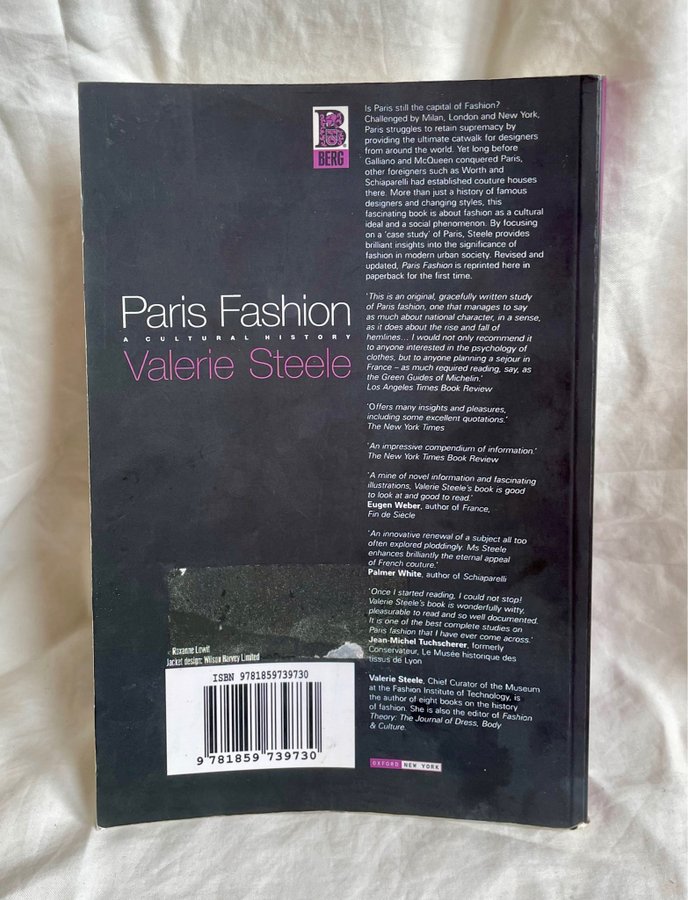 B
BERG
Is Paris still the capital of Fashion?
Challenged by Milan, London and New York,
Paris struggles to retain supremacy by
providing the ultimate catwalk for designers
from around the world. Yet long before
Galliano and McQueen conquered Paris,
other foreigners such as Worth and
Schiaparelli had established couture houses
there. More than just a history of famous
designers and changing styles, this
fascinating book is about fashion as a cultural
ideal and a social phenomenon. By focusing
on a 'case study' of Paris, Steele provides
brilliant insights into the significance of
fashion in modern urban society. Revised and
updated, Paris Fashion is reprinted here in
paperback for the first time.
'This is an original, gracefully written study
of Paris fashion, one that manages to say
as much about national character, in a sense,
as it does about the rise and fall of
hemlines... I would not only recommend it
to anyone interested in the psychology of
clothes, but to anyone planning a sejour in
France – as much required reading, say, as
the Green Guides of Michelin.'
Los Angeles Times Book Review
'Offers many insights and pleasures,
including some excellent quotations.'
The New York Times
'An impressive compendium of information.'
The New York Times Book Review
'A mine of novel information and fascinating
illustrations, Valerie Steele's book is good
to look at and good to read.'
Eugen Weber, author of France,
Fin de Siècle
'An innovative renewal of a subject all too
often explored ploddingly. Ms Steele
enhances brilliantly the eternal appeal
of French couture.'
Palmer White, author of Schiaparelli
'Once I started reading, I could not stop!
Valerie Steele's book is wonderfully witty,
pleasurable to read and so well documented.
It is one of the best complete studies on
Paris fashion that I have ever come across.'
Jean-Michel Tuchscherer, formerly
Conservateur, Le Musée historique des
tissus de Lyon
Valerie Steele, Chief Curator of the Museum
at the Fashion Institute of Technology, is
the author of eight books on the history
of fashion. She is also the editor of Fashion
Theory: The Journal of Dress, Body
& Culture.
OXFORD NEW YORK
Paris Fashion
A CULTURAL HISTORY
Valerie Steele
Roxanne Lowit
Jacket design: Wilson Harvey Limited
ISBN 9781859739730
9 781859 739730